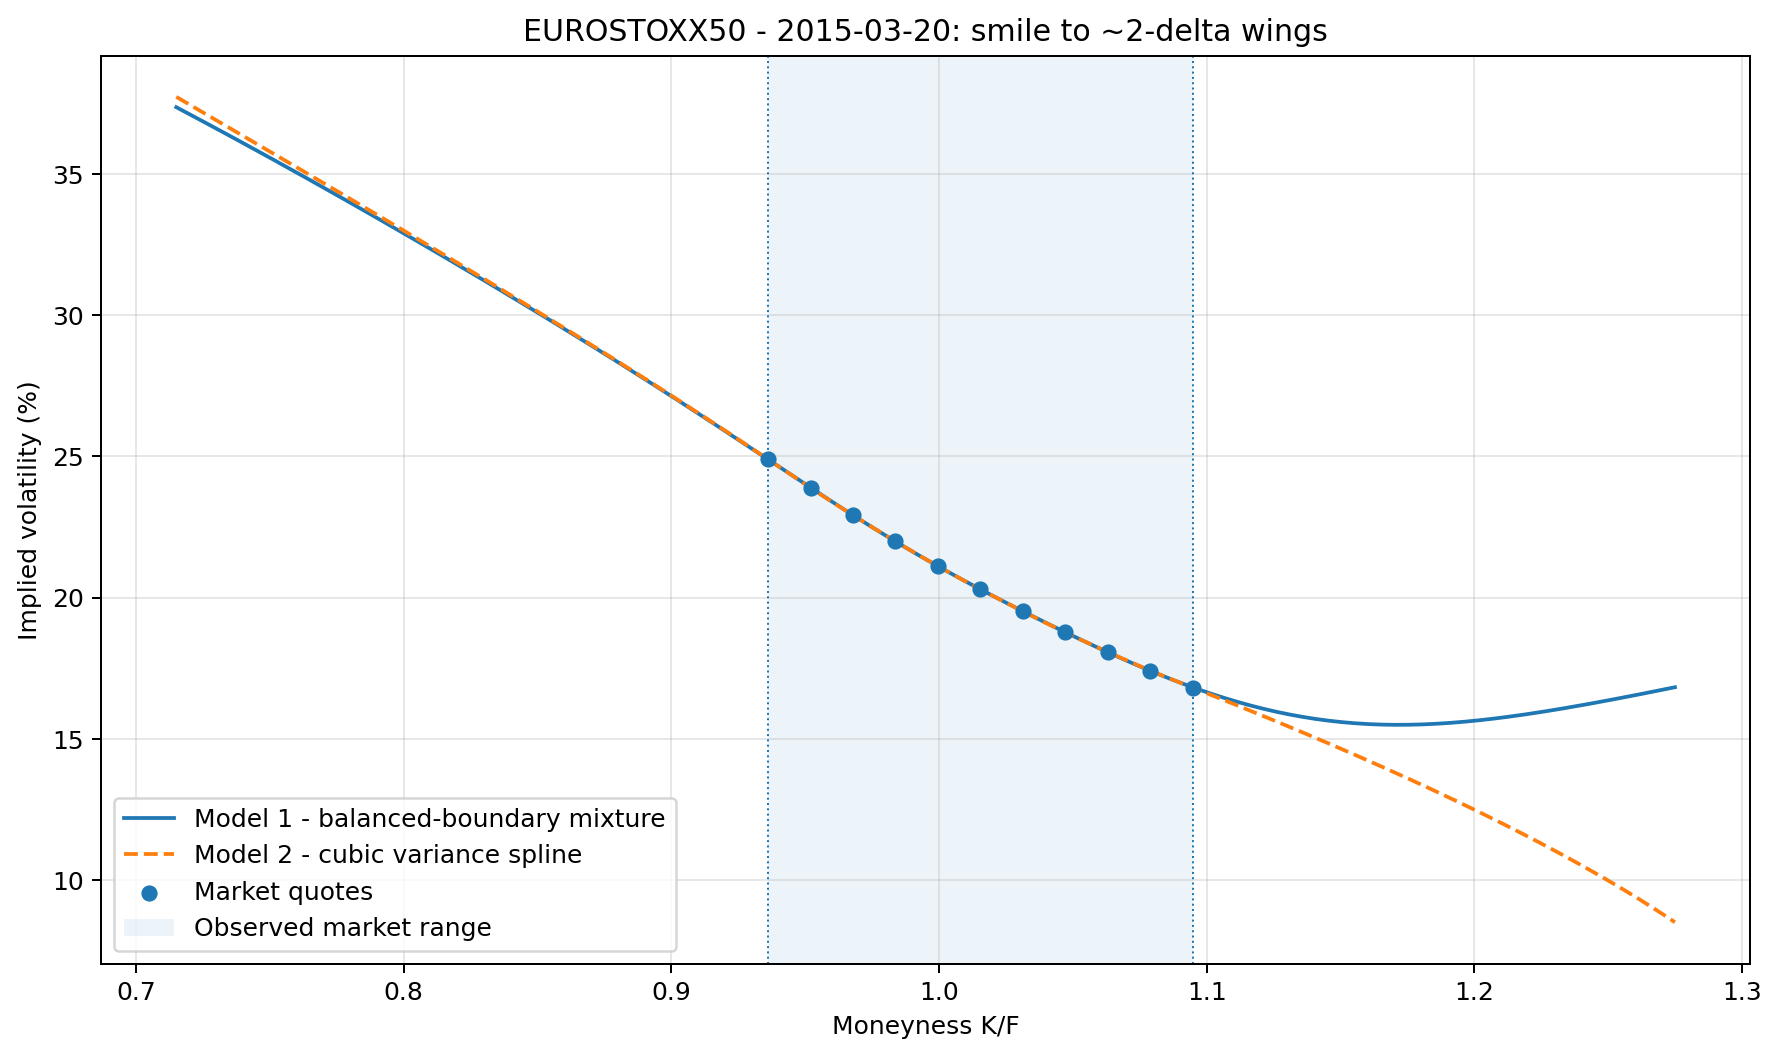 EUROSTOXX50 - 2015-03-20: smile to ~2-delta wings
Implied volatility (%)
35
30
25
20
15
10
Model 1 - balanced-boundary mixture
Model 2 - cubic variance spline
Market quotes
Observed market range
0.7 0.8 0.9 1.0 1.1 1.2 1.3
Moneyness K/F